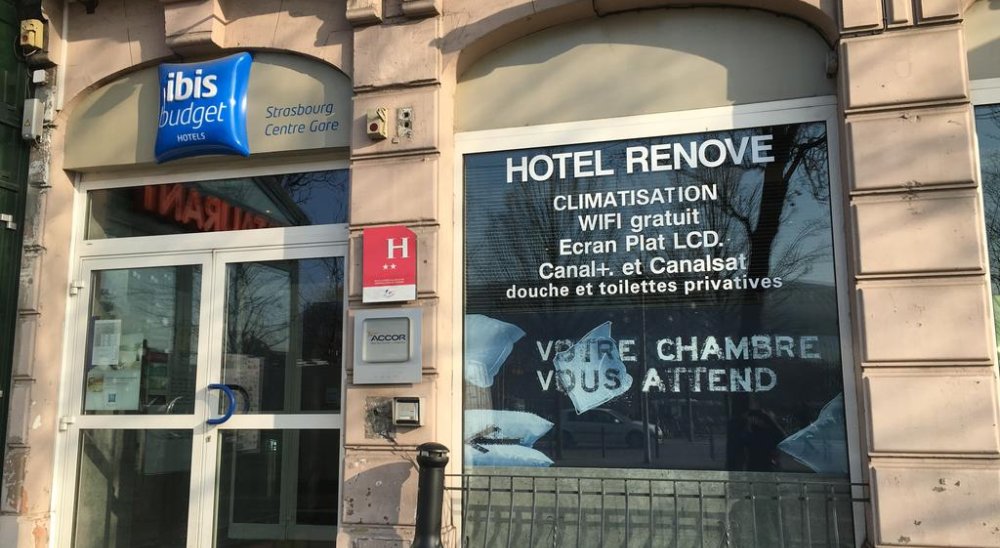 ibis
budget
HOTELS
Strasbourg
Centre Gare
RESTAURANT
H
**
ACCOR
HOTEL RENOVE
CLIMATISATION
WIFI gratuit
Ecran Plat LCD.
Canal+. et Canalsat
douche et toilettes privatives
VOTRE CHAMBRE
VOUS ATTEND